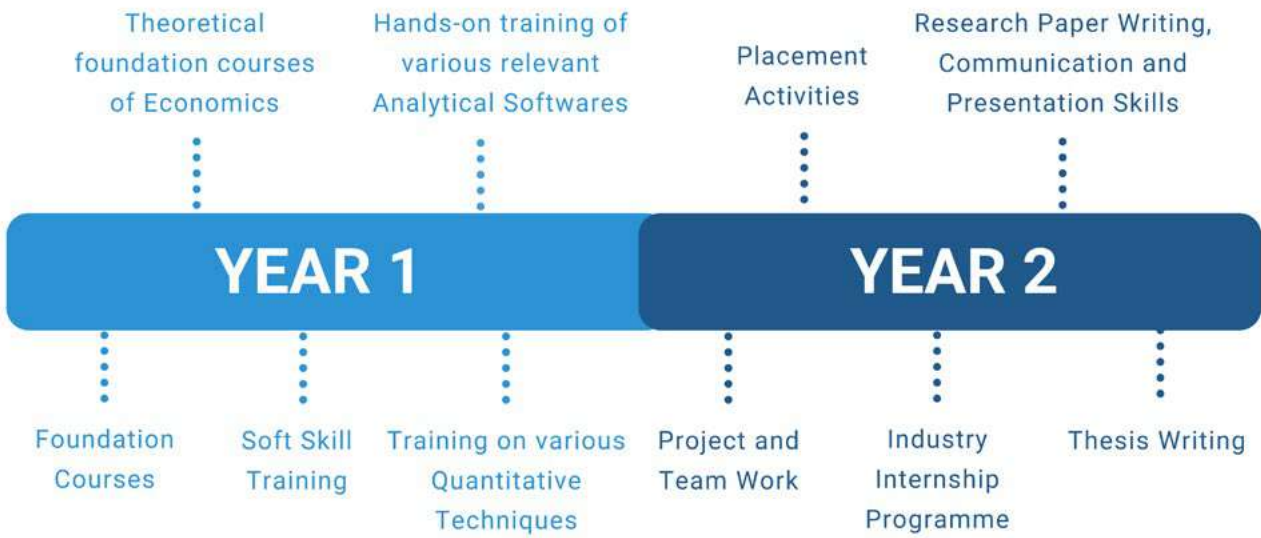 Theoretical
foundation courses
of Economics
Hands-on training of
various relevant
Analytical Softwares
Placement
Activities
Research Paper Writing,
Communication and
Presentation Skills
YEAR 1
YEAR 2
Foundation
Courses
Soft Skill
Training
Training on various
Quantitative
Techniques
Project and
Team Work
Industry
Internship
Programme
Thesis Writing